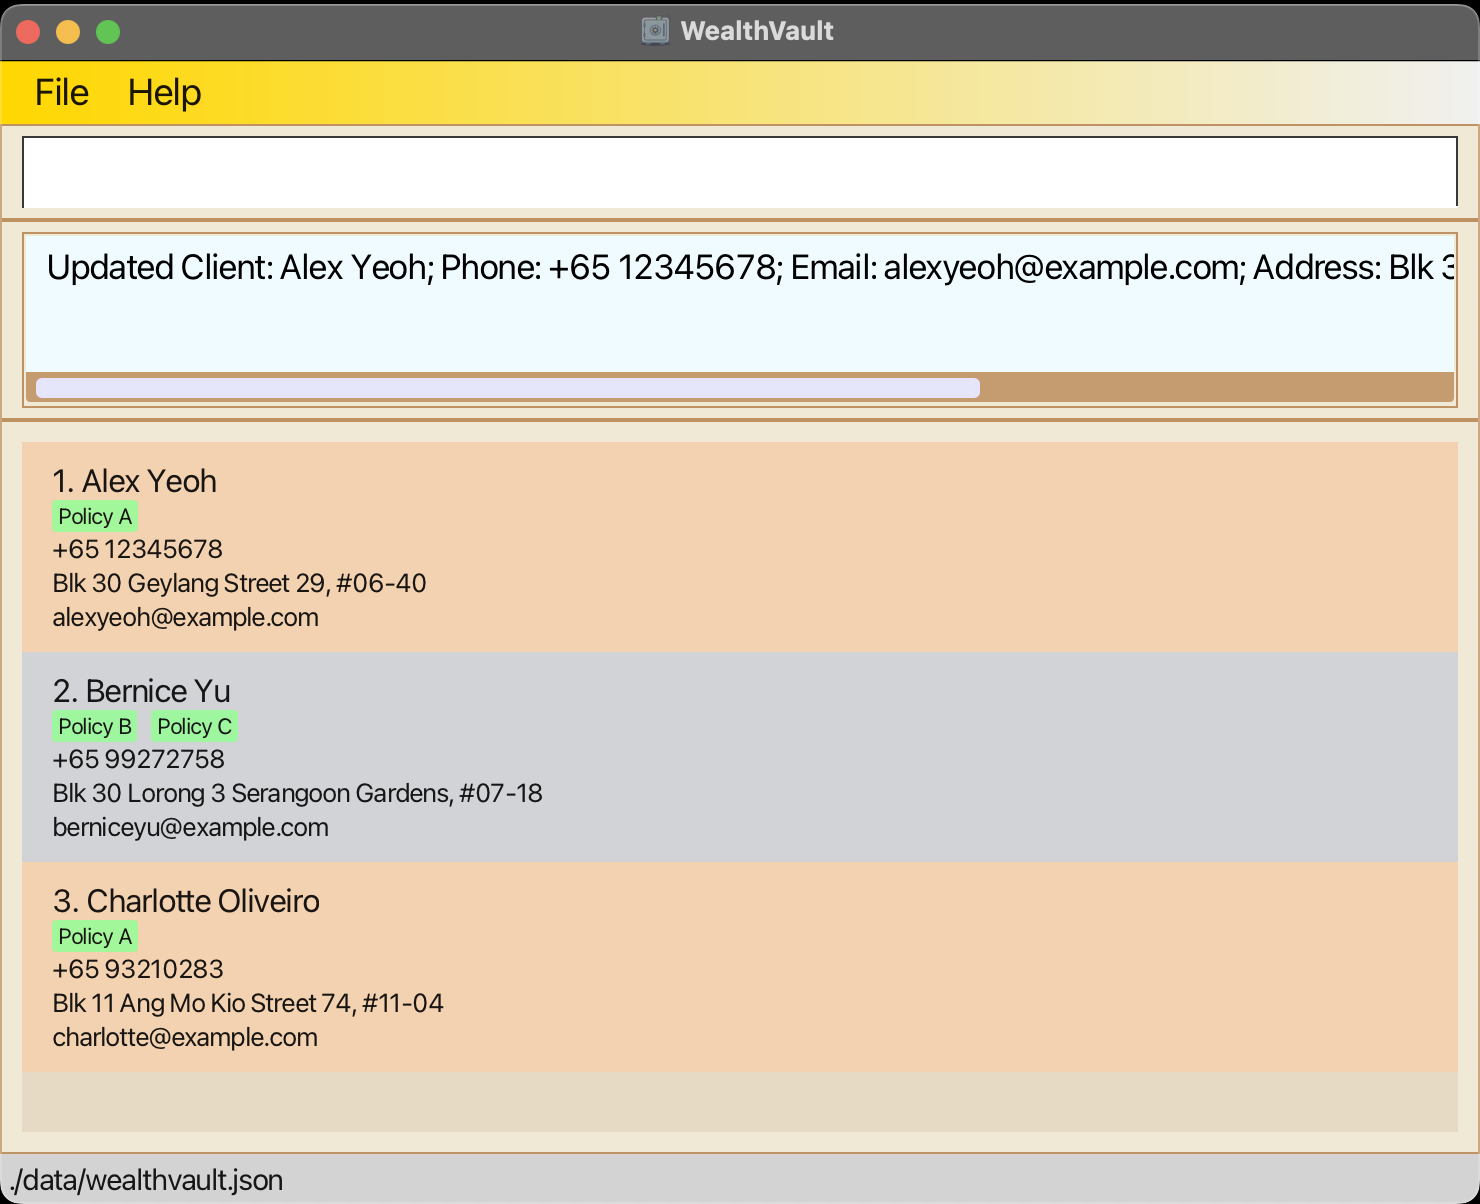 WealthVault
File Help
Updated Client: Alex Yeoh; Phone: +65 12345678; Email: alexyeoh@example.com; Address: Blk
1. Alex Yeoh
Policy A
+65 12345678
Blk 30 Geylang Street 29, #06-40
alexyeoh@example.com
2. Bernice Yu
Policy B Policy C
+65 99272758
Blk 30 Lorong 3 Serangoon Gardens, #07-18
berniceyu@example.com
3. Charlotte Oliveiro
Policy A
+65 93210283
Blk 11 Ang Mo Kio Street 74, #11-04
charlotte@example.com
./data/wealthvault.json